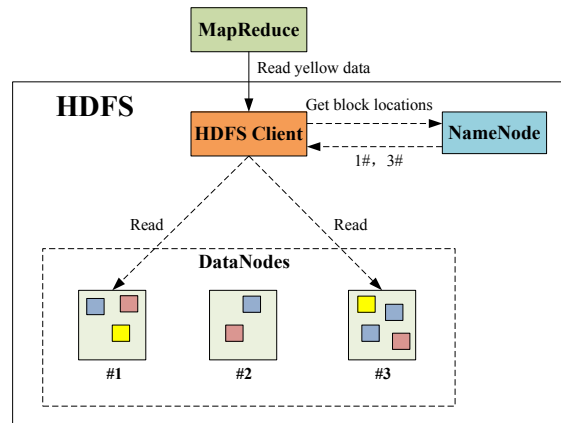 MapReduce
Read yellow data
HDFS
Get block locations
HDFS Client
NameNode
1#，3#
Read
Read
DataNodes
#1
#2
#3